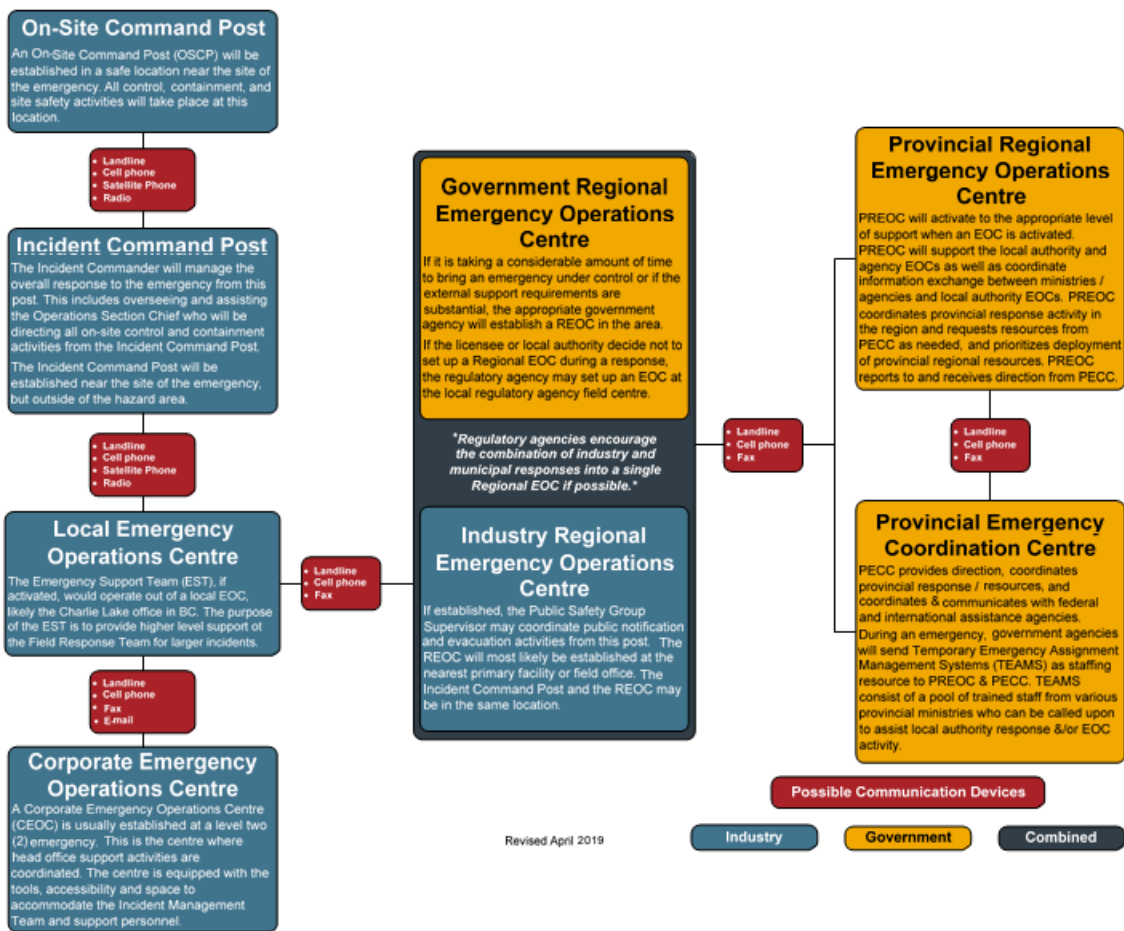 On-Site Command Post
An On-Site Command Post (OSCP) will be
established in a safe location near the site of
the emergency. All control, containment, and
site safety activities will take place at this
location.
• Landline
• Cell phone
• Satellite Phone
• Radio
Incident Command Post
The Incident Commander will manage the
overall response to the emergency from this
post. This includes overseeing and assisting
the Operations Section Chief who will be
directing all on-site control and containment
activities from the Incident Command Post.
The Incident Command Post will be
established near the site of the emergency,
but outside of the hazard area.
• Landline
• Cell phone
• Satellite Phone
• Radio
Local Emergency
Operations Centre
The Emergency Support Team (EST), if
activated, would operate out of a local EOC,
likely the Charlie Lake office in BC. The purpose
of the EST is to provide higher level support ot
the Field Response Team for larger incidents.
• Landline
• Cell phone
• Fax
• E-mail
Corporate Emergency
Operations Centre
A Corporate Emergency Operations Centre
(CEOC) is usually established at a level two
(2) emergency. This is the centre where
head office support activities are
coordinated. The centre is equipped with the
tools, accessibility and space to
accommodate the Incident Management
Team and support personnel.
• Landline
• Cell phone
• Fax
Government Regional
Emergency Operations
Centre
If it is taking a considerable amount of time
to bring an emergency under control or if the
external support requirements are
substantial, the appropriate government
agency will establish a REOC in the area.
If the licensee or local authority decide not to
set up a Regional EOC during a response,
the regulatory agency may set up an EOC at
the local regulatory agency field centre.
"Regulatory agencies encourage
the combination of industry and
municipal responses into a single
Regional EOC if possible."
Industry Regional
Emergency Operations
Centre
If established, the Public Safety Group
Supervisor may coordinate public notification
and evacuation activities from this post. The
REOC will most likely be established at the
nearest primary facility or field office. The
Incident Command Post and the REOC may
be in the same location.
• Landline
• Cell phone
• Fax
Provincial Regional
Emergency Operations
Centre
PREOC will activate to the appropriate level
of support when an EOC is activated.
PREOC will support the local authority and
agency EOCs as well as coordinate
information exchange between ministries /
agencies and local authority EOCs. PREOC
coordinates provincial response activity in
the region and requests resources from
PECC as needed, and prioritizes deployment
of provincial regional resources. PREOC
reports to and receives direction from PECC.
• Landline
• Cell phone
• Fax
Provincial Emergency
Coordination Centre
PECC provides direction, coordinates
provincial response / resources, and
coordinates & communicates with federal
and international assistance agencies.
During an emergency, government agencies
will send Temporary Emergency Assignment
Management Systems (TEAMS) as staffing
resource to PREOC & PECC. TEAMS
consist of a pool of trained staff from various
provincial ministries who can be called upon
to assist local authority response &/or EOC
activity.
Possible Communication Devices
Revised April 2019
Industry
Government
Combined